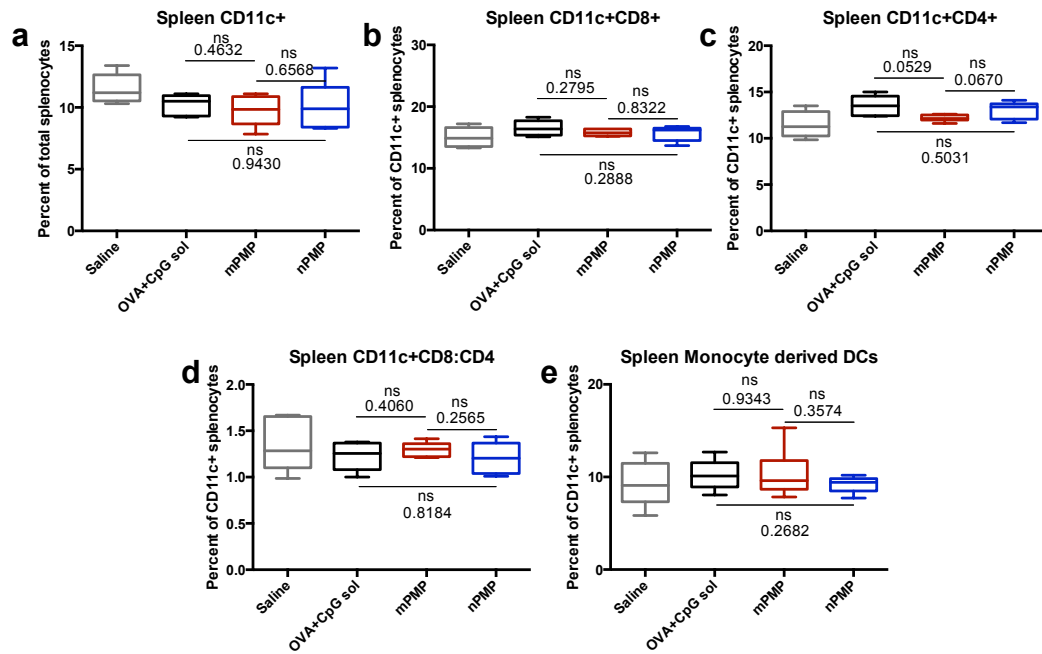 a
Spleen CD11c+
Percent of total splenocytes
15
10
5
0
ns
0.4632
ns
0.6568
ns
0.9430
Saline
OVA+CpG sol
mPMP
nPMP
b
Spleen CD11c+CD8+
Percent of CD11c+ splenocytes
30
20
10
0
ns
0.2795
ns
0.8322
ns
0.2888
Saline
OVA+CpG sol
mPMP
nPMP
c
Spleen CD11c+CD4+
Percent of CD11c+ splenocytes
20
15
10
5
0
ns
0.0529
ns
0.0670
ns
0.5031
Saline
OVA+CpG sol
mPMP
nPMP
d
Spleen CD11c+CD8:CD4
Percent of CD11c+ splenocytes
2.0
1.5
1.0
0.5
0.0
ns
0.4060
ns
0.2565
ns
0.8184
Saline
OVA+CpG sol
mPMP
nPMP
e
Spleen Monocyte derived DCs
Percent of CD11c+ splenocytes
20
10
0
ns
0.9343
ns
0.3574
ns
0.2682
Saline
OVA+CpG sol
mPMP
nPMP